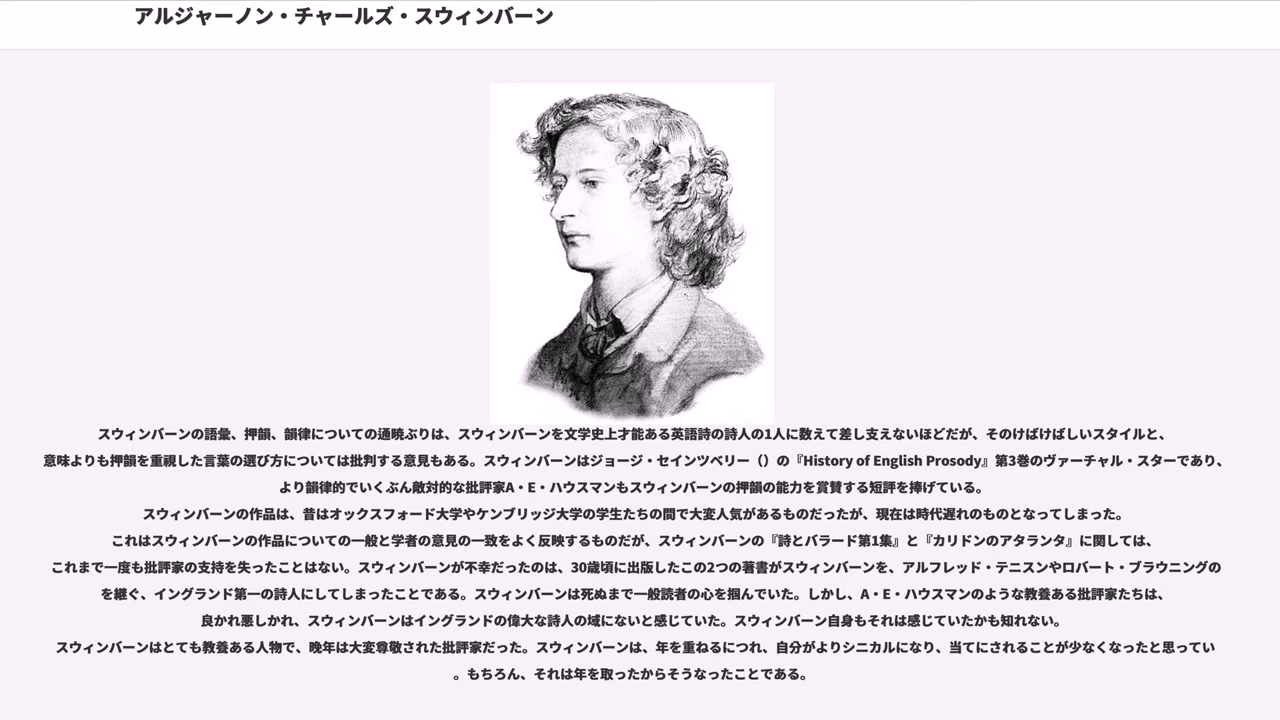 アルジャーノン・チャールズ・スウィンバーン
スウィンバーンの語彙、押韻、韻律についての通暁ぶりは、スウィンバーンを文学史上才能ある英語詩の詩人の1人に数えて差し支えないほどだが、そのけばけばしいスタイルと、
意味よりも押韻を重視した言葉の選び方については批判する意見もある。スウィンバーンはジョージ・セインツベリー（）の『History of English Prosody』第3巻のヴァーチャル・スターであり、
より韻律的でいくぶん敵対的な批評家A・E・ハウスマンもスウィンバーンの押韻の能力を賞賛する短評を捧げている。
スウィンバーンの作品は、昔はオックスフォード大学やケンブリッジ大学の学生たちの間で大変人気があるものだったが、現在は時代遅れのものとなってしまった。
これはスウィンバーンの作品についての一般と学者の意見の一致をよく反映するものだが、スウィンバーンの『詩とバラード第1集』と『カリドンのアタランタ』に関しては、
これまで一度も批評家の支持を失ったことはない。スウィンバーンが不幸だったのは、30歳頃に出版したこの2つの著書がスウィンバーンを、アルフレッド・テニスンやロバート・ブラウニングの
を継ぐ、イングランド第一の詩人にしてしまったことである。スウィンバーンは死ぬまで一般読者の心を掴んでいた。しかし、A・E・ハウスマンのような教養ある批評家たちは、
良かれ悪しかれ、スウィンバーンはイングランドの偉大な詩人の域にないと感じていた。スウィンバーン自身もそれは感じていたかも知れない。
スウィンバーンはとても教養ある人物で、晩年は大変尊敬された批評家だった。スウィンバーンは、年を重ねるにつれ、自分がよりシニカルになり、当てにされることが少なくなったと思ってい
。もちろん、それは年を取ったからそうなったことである。